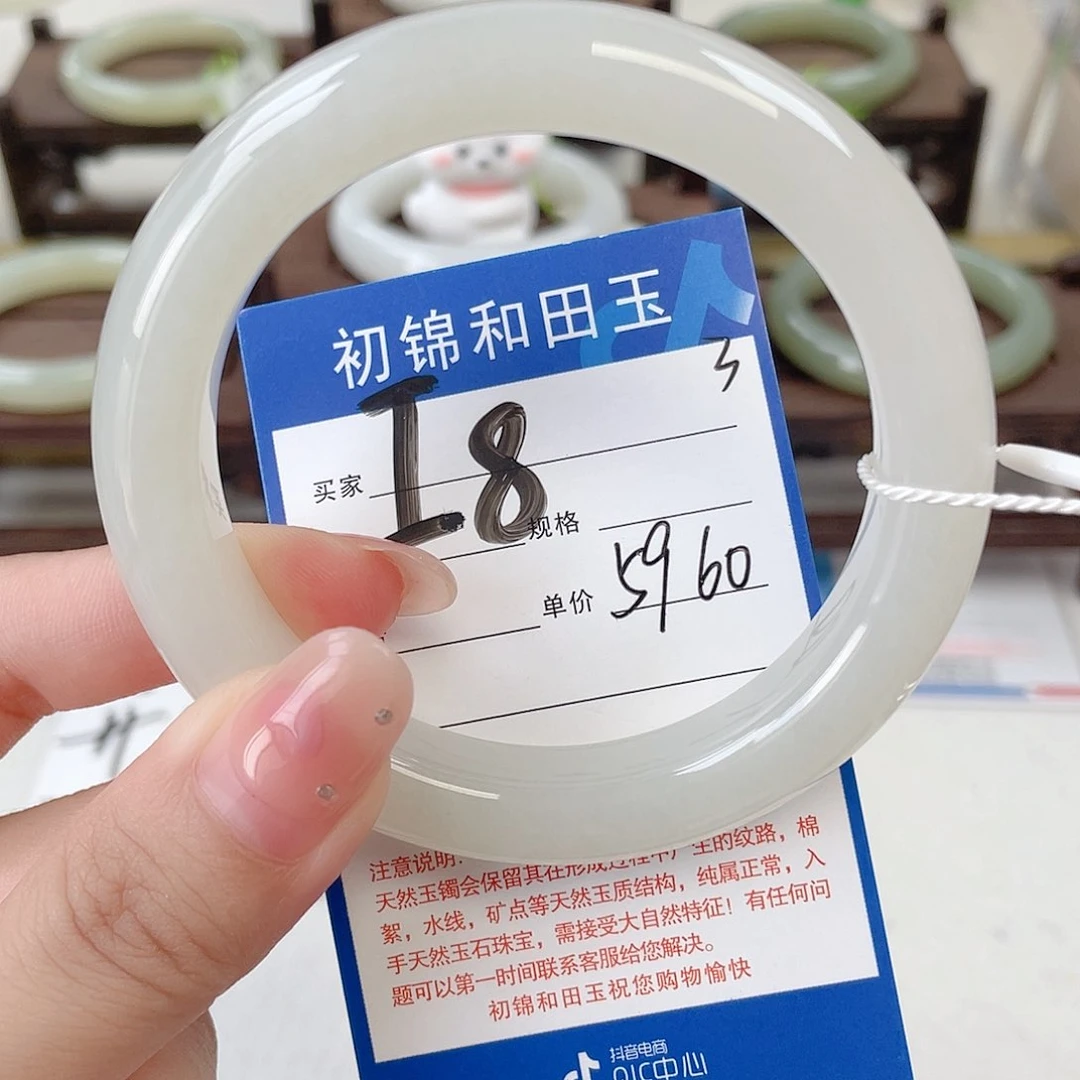 初锦和田玉
3
I8
买家
规格
单价 5960
注意说明:
天然玉镯会保留其在形成过程中产生的纹路，棉
絮，水线，矿点等天然玉质结构，纯属正常，入
手天然玉石珠宝，需接受大自然特征！有任何问
题可以第一时间联系客服给您解决。
初锦和田玉祝您购物愉快
抖音电商
QIC中心